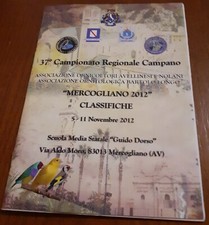 37° Campionato Regionale Campano
ASSOCIAZIONE ORNICOLTORI AVELLINESI E NOLANI
ASSOCIAZIONE ORNITOLOGICA BARTOLO LONGO
"MERCOGLIANO 2012"
CLASSIFICHE
5 - 11 Novembre 2012
Scuola Media Statale "Guido Dorso"
Via Aldo Moro, 83013 Mercogliano (AV)